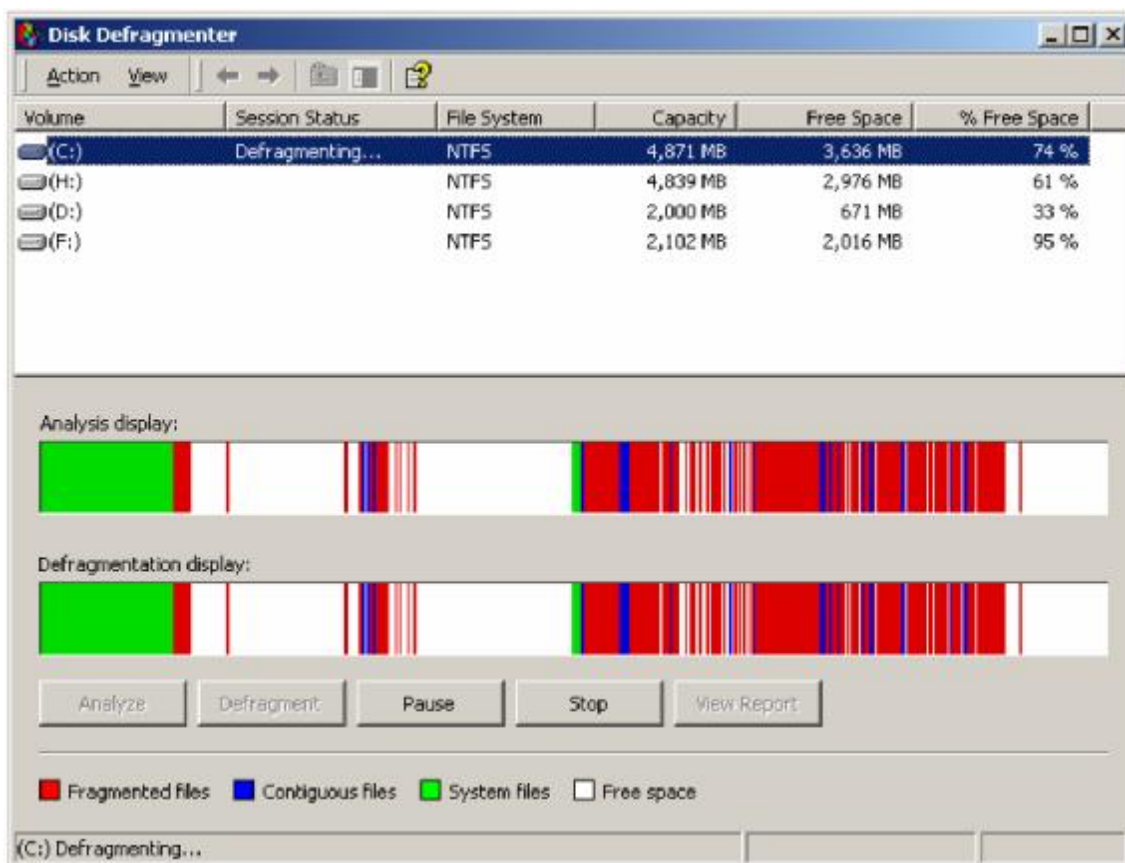 Disk Defragmenter
Action View
Volume Session Status File System Capacity Free Space % Free Space
(C:) Defragmenting... NTFS 4,871 MB 3,636 MB 74 %
(H:) NTFS 4,839 MB 2,976 MB 61 %
(D:) NTFS 2,000 MB 671 MB 33 %
(F:) NTFS 2,102 MB 2,016 MB 95 %
Analysis display:
Defragmentation display:
Analyze Defragment Pause Stop View Report
Fragmented files Contiguous files System files Free space
(C:) Defragmenting...